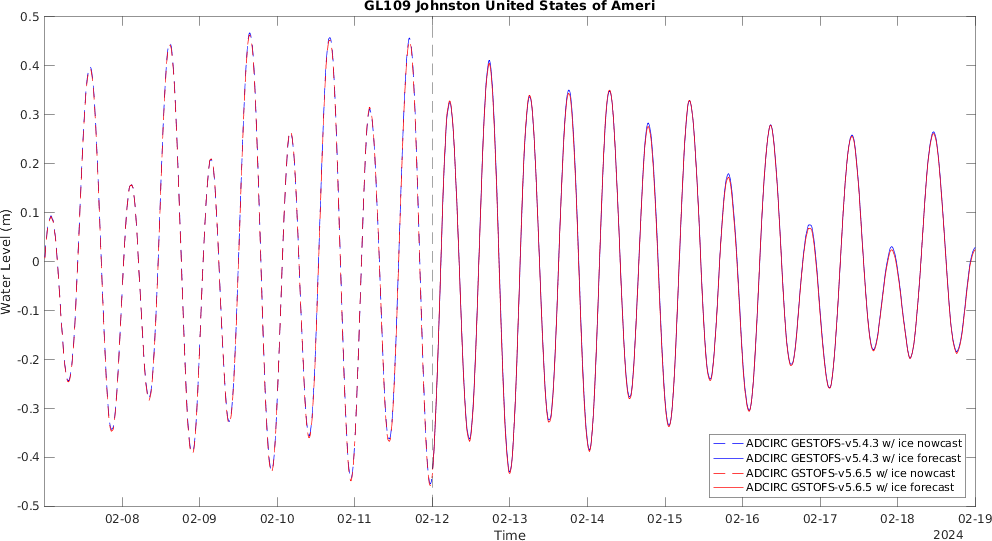 GL109 Johnston United States of Ameri
0.5
0.4
0.3
0.2
0.1
0
-0.1
-0.2
-0.3
-0.4
-0.5
Water Level (m)
ADCIRC GESTOFS-v5.4.3 w/ ice nowcast
ADCIRC GESTOFS-v5.4.3 w/ ice forecast
ADCIRC GSTOFS-v5.6.5 w/ ice nowcast
ADCIRC GSTOFS-v5.6.5 w/ ice forecast
02-08 02-09 02-10 02-11 02-12 02-13 02-14 02-15 02-16 02-17 02-18 02-19
Time
2024